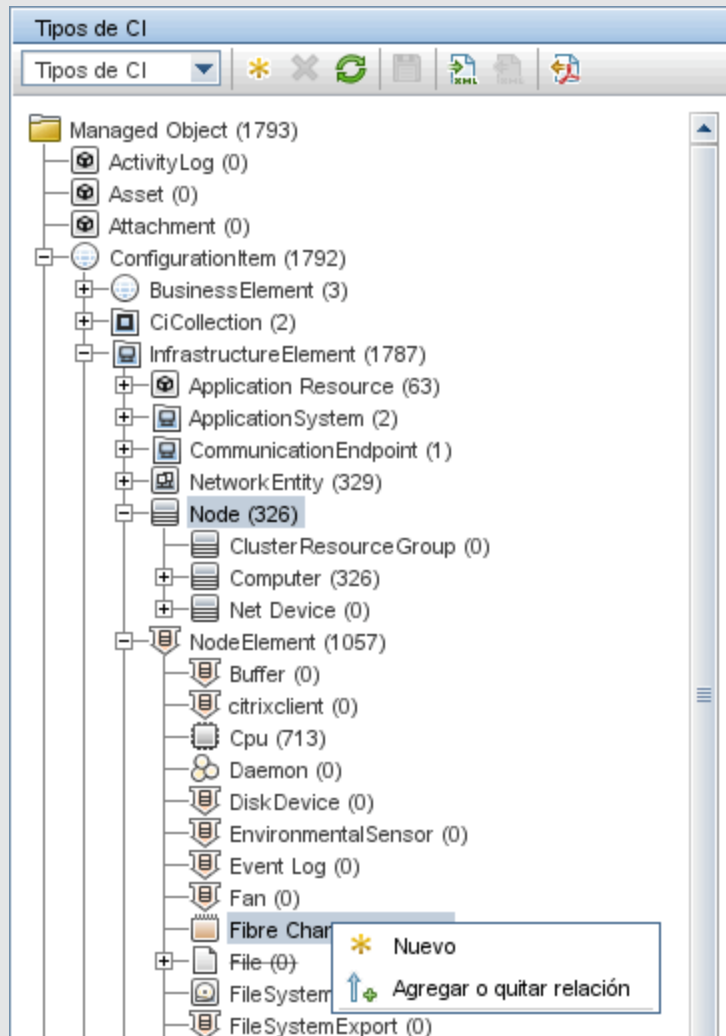 Tipos de CI
Tipos de CI
XML
Managed Object (1793)
ActivityLog (0)
Asset (0)
Attachment (0)
ConfigurationItem (1792)
BusinessElement (3)
CiCollection (2)
InfrastructureElement (1787)
Application Resource (63)
ApplicationSystem (2)
CommunicationEndpoint (1)
NetworkEntity (329)
Node (326)
ClusterResourceGroup (0)
Computer (326)
Net Device (0)
NodeElement (1057)
Buffer (0)
citrixclient (0)
Cpu (713)
Daemon (0)
DiskDevice (0)
EnvironmentalSensor (0)
Event Log (0)
Fan (0)
Fibre Chan
Nuevo
File (0)
Agregar o quitar relación
FileSystem
FileSystemExport (0)